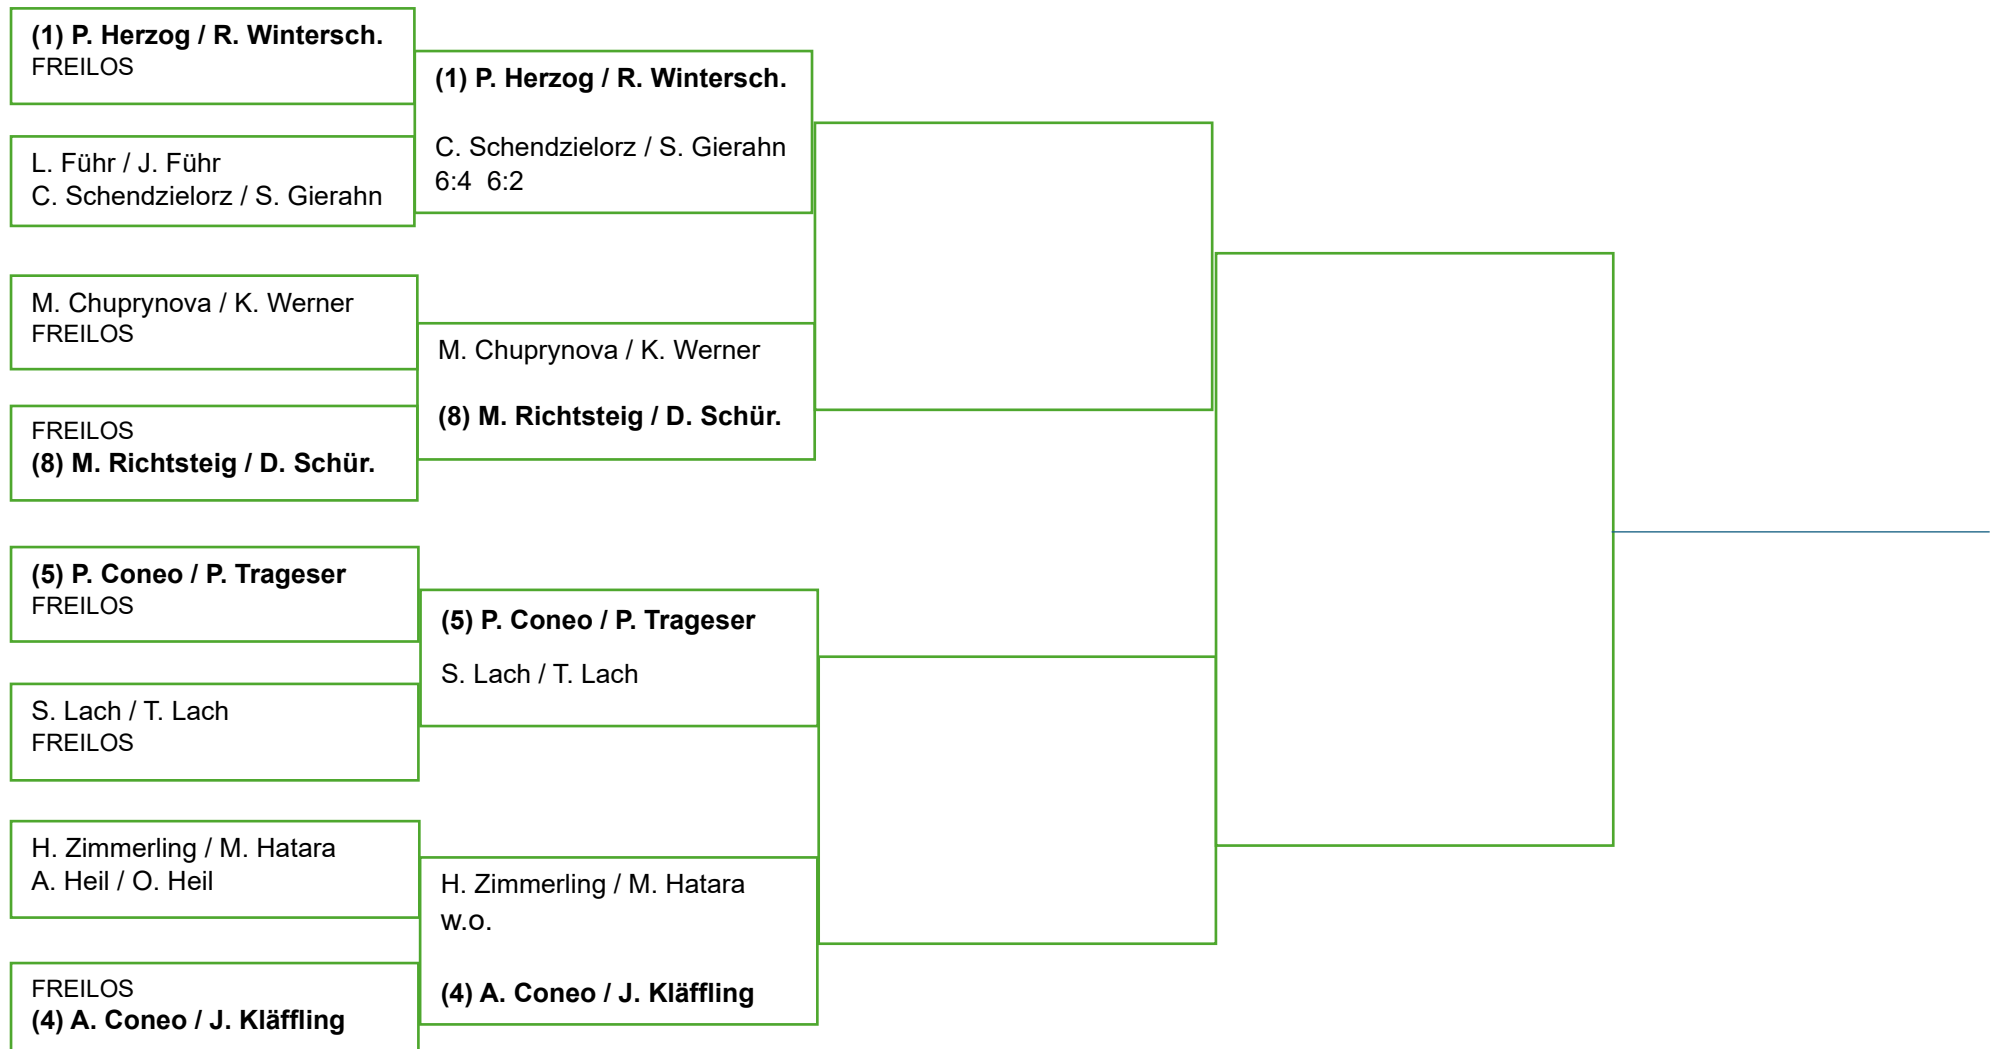 (1) P. Herzog / R. Wintersch.
FREILOS
L. Führ / J. Führ
C. Schendzielorz / S. Gierahn
M. Chuprynova / K. Werner
FREILOS
FREILOS
(8) M. Richtsteig / D. Schür.
(5) P. Coneo / P. Trageser
FREILOS
S. Lach / T. Lach
FREILOS
H. Zimmerling / M. Hatara
A. Heil / O. Heil
FREILOS
(4) A. Coneo / J. Kläffling
(1) P. Herzog / R. Wintersch.
C. Schendzielorz / S. Gierahn
6:4 6:2
M. Chuprynova / K. Werner
(8) M. Richtsteig / D. Schür.
(5) P. Coneo / P. Trageser
S. Lach / T. Lach
H. Zimmerling / M. Hatara
w.o.
(4) A. Coneo / J. Kläffling